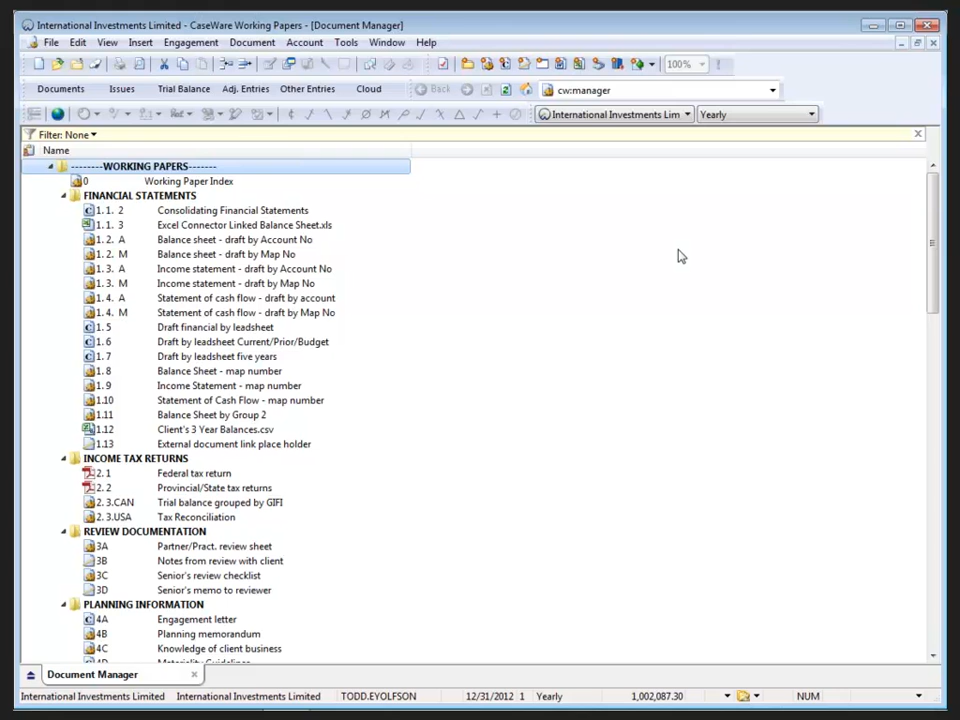 International Investments Limited - CaseWare Working Papers - [Document Manager]
File Edit View Insert Engagement Document Account Tools Window Help
100%
Documents Issues Trial Balance Adj. Entries Other Entries Cloud Back cw:manager
International Investments Lim Yearly
Filter: None
Name
--------WORKING PAPERS-------
0 Working Paper Index
FINANCIAL STATEMENTS
1.1. 2 Consolidating Financial Statements
1.1. 3 Excel Connector Linked Balance Sheet.xls
1.2. A Balance sheet - draft by Account No
1.2. M Balance sheet - draft by Map No
1.3. A Income statement - draft by Account No
1.3. M Income statement - draft by Map No
1.4. A Statement of cash flow - draft by account
1.4. M Statement of cash flow - draft by Map No
1. 5 Draft financial by leadsheet
1. 6 Draft by leadsheet Current/Prior/Budget
1. 7 Draft by leadsheet five years
1. 8 Balance Sheet - map number
1. 9 Income Statement - map number
1.10 Statement of Cash Flow - map number
1.11 Balance Sheet by Group 2
1.12 Client's 3 Year Balances.csv
1.13 External document link place holder
INCOME TAX RETURNS
2. 1 Federal tax return
2. 2 Provincial/State tax returns
2. 3.CAN Trial balance grouped by GIFI
2. 3.USA Tax Reconciliation
REVIEW DOCUMENTATION
3A Partner/Pract. review sheet
3B Notes from review with client
3C Senior's review checklist
3D Senior's memo to reviewer
PLANNING INFORMATION
4A Engagement letter
4B Planning memorandum
4C Knowledge of client business
4D Materiality Guidelines
Document Manager
International Investments Limited International Investments Limited TODD.EYOLFSON 12/31/2012 1 Yearly 1,002,087.30 NUM